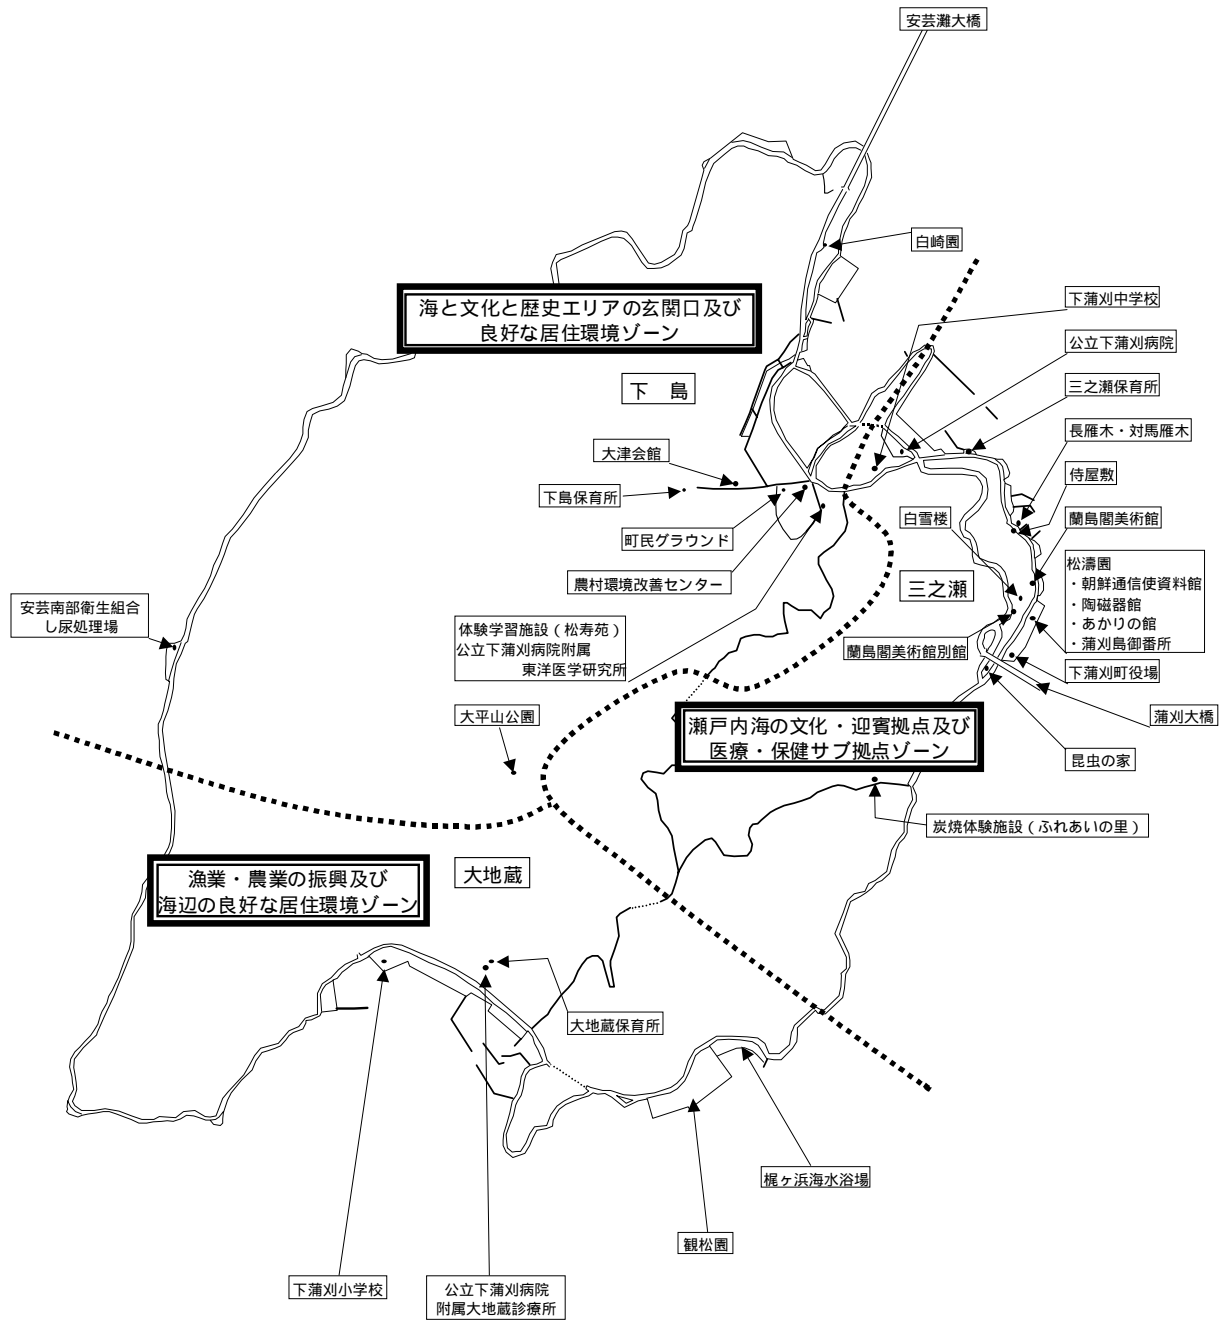 安芸灘大橋
白崎園
海と文化と歴史エリアの玄関口及び
良好な居住環境ゾーン
下蒲刈中学校
公立下蒲刈病院
下　島
三之瀬保育所
長雁木・対馬雁木
大津会館
侍屋敷
下島保育所
白雪楼
蘭島閣美術館
町民グラウンド
松濤園
・朝鮮通信使資料館
・陶磁器館
・あかりの館
・蒲刈島御番所
農村環境改善センター
三之瀬
安芸南部衛生組合
し尿処理場
体験学習施設（松寿苑）
公立下蒲刈病院附属
東洋医学研究所
蘭島閣美術館別館
下蒲刈町役場
大平山公園
蒲刈大橋
瀬戸内海の文化・迎賓拠点及び
医療・保健サブ拠点ゾーン
昆虫の家
炭焼体験施設（ふれあいの里）
漁業・農業の振興及び
海辺の良好な居住環境ゾーン
大地蔵
大地蔵保育所
梶ヶ浜海水浴場
観松園
下蒲刈小学校
公立下蒲刈病院
附属大地蔵診療所